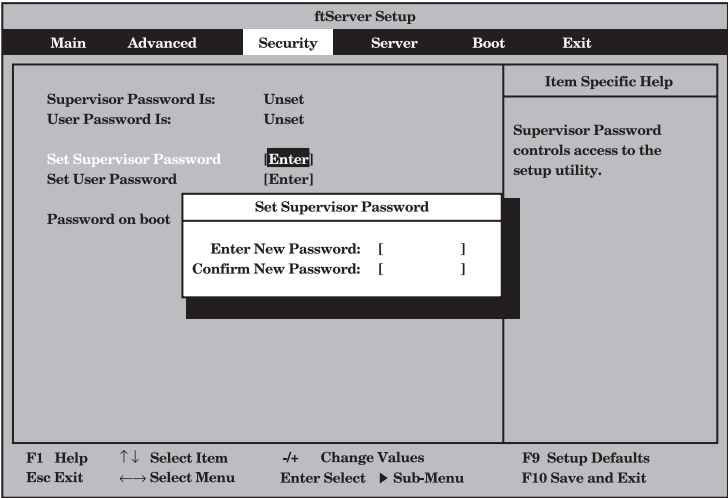 ftServer Setup
Main Advanced Security Server Boot Exit
Item Specific Help
Supervisor Password Is: Unset
User Password Is: Unset
Supervisor Password
controls access to the
setup utility.
Set Supervisor Password [Enter]
Set User Password [Enter]
Password on boot
Set Supervisor Password
Enter New Password: [ ]
Confirm New Password: [ ]
F1 Help ↑↓ Select Item -/+ Change Values F9 Setup Defaults
Esc Exit ←→ Select Menu Enter Select ▶ Sub-Menu F10 Save and Exit